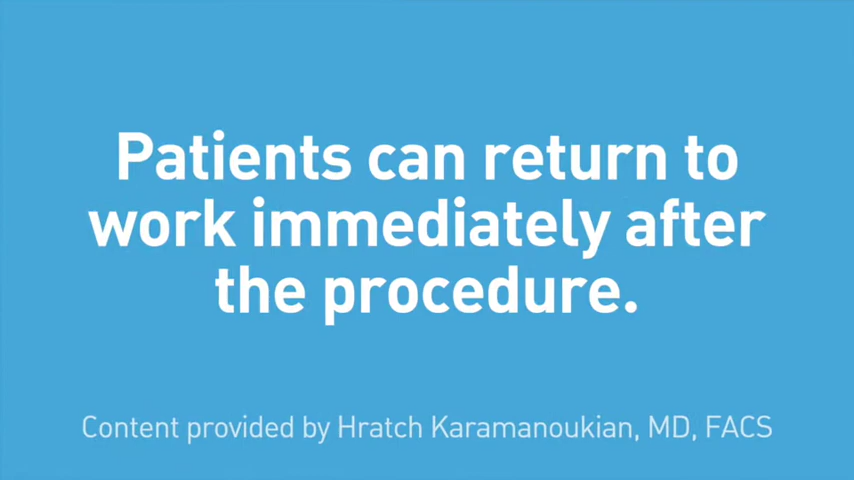 Patients can return to
work immediately after
the procedure.
Content provided by Hratch Karamanoukian, MD, FACS